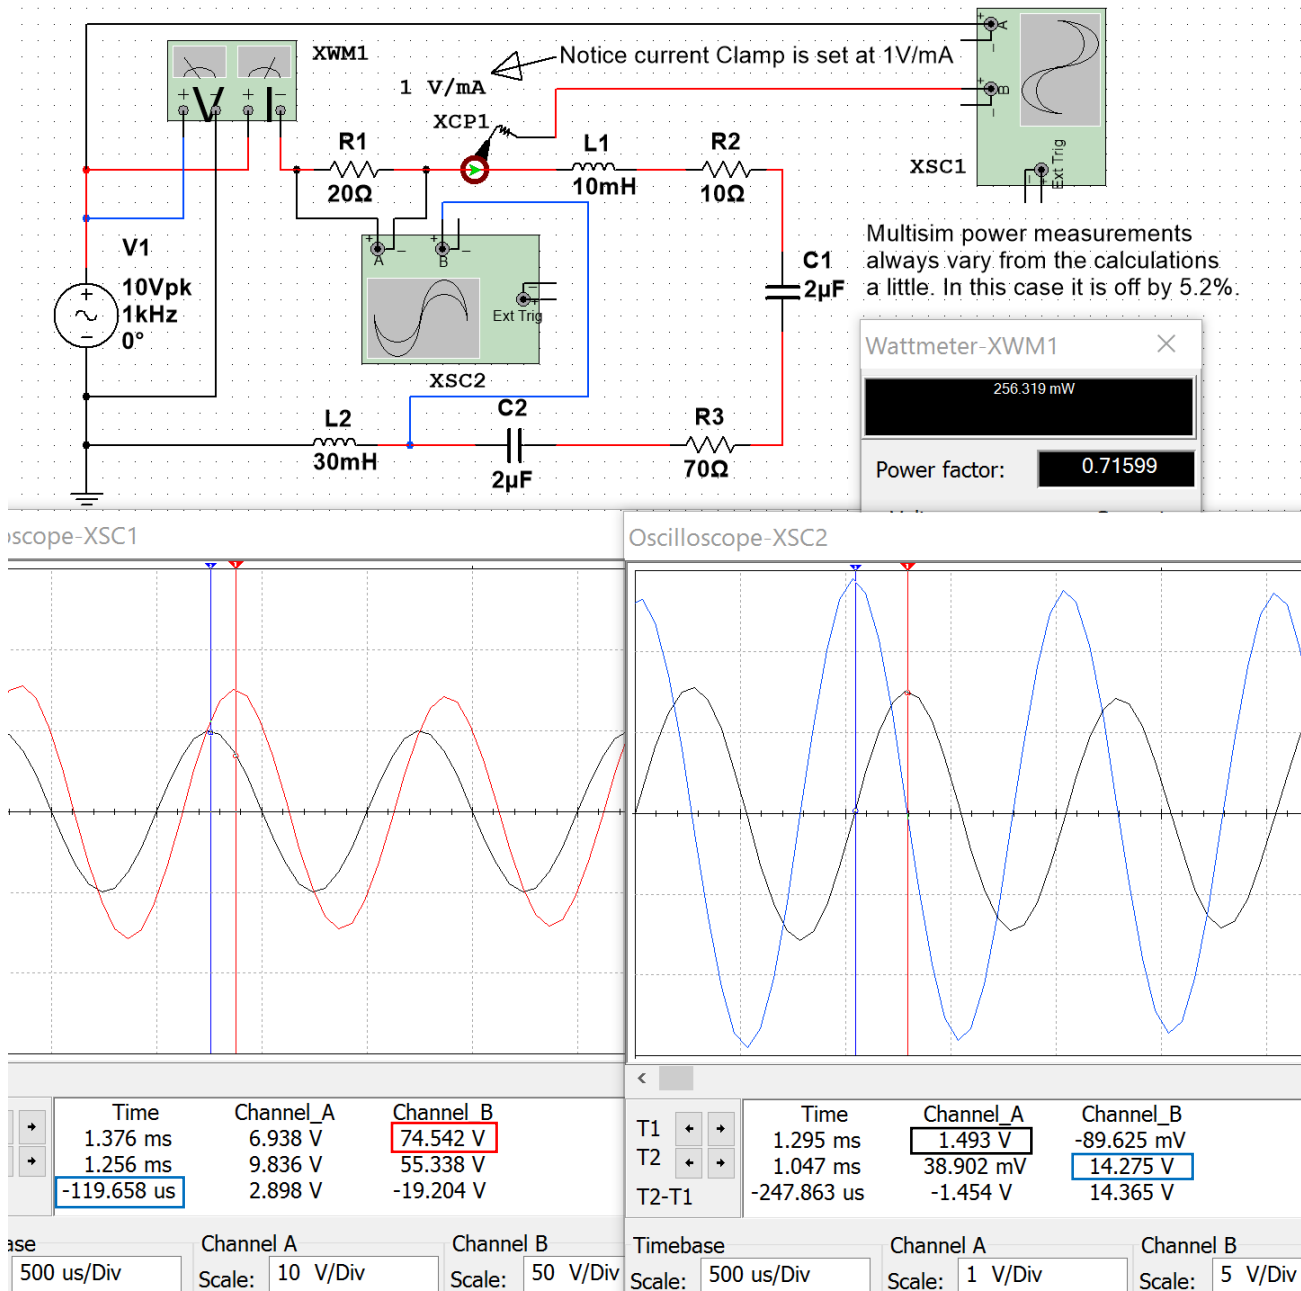 XWM1
Notice current Clamp is set at 1V/mA
1 V/mA
XCP1
V I
+ - + -
R1
20Ω
L1
10mH
R2
10Ω
XSC1
A
B
Ext Trig
V1
10Vpk
1kHz
0°
A
B
Ext Trig
XSC2
C1
2µF
Multisim power measurements
always vary from the calculations
a little. In this case it is off by 5.2%.
L2
30mH
C2
2µF
R3
70Ω
Wattmeter-XWM1
256.319 mW
Power factor: 0.71599
oscope-XSC1
Oscilloscope-XSC2
Time Channel_A Channel_B
1.376 ms 6.938 V 74.542 V
1.256 ms 9.836 V 55.338 V
-119.658 us 2.898 V -19.204 V
ase Channel A Channel B
500 us/Div Scale: 10 V/Div Scale: 50 V/Div
Time Channel_A Channel_B
T1 1.295 ms 1.493 V -89.625 mV
T2 1.047 ms 38.902 mV 14.275 V
T2-T1 -247.863 us -1.454 V 14.365 V
Timebase Channel A Channel B
Scale: 500 us/Div Scale: 1 V/Div Scale: 5 V/Div